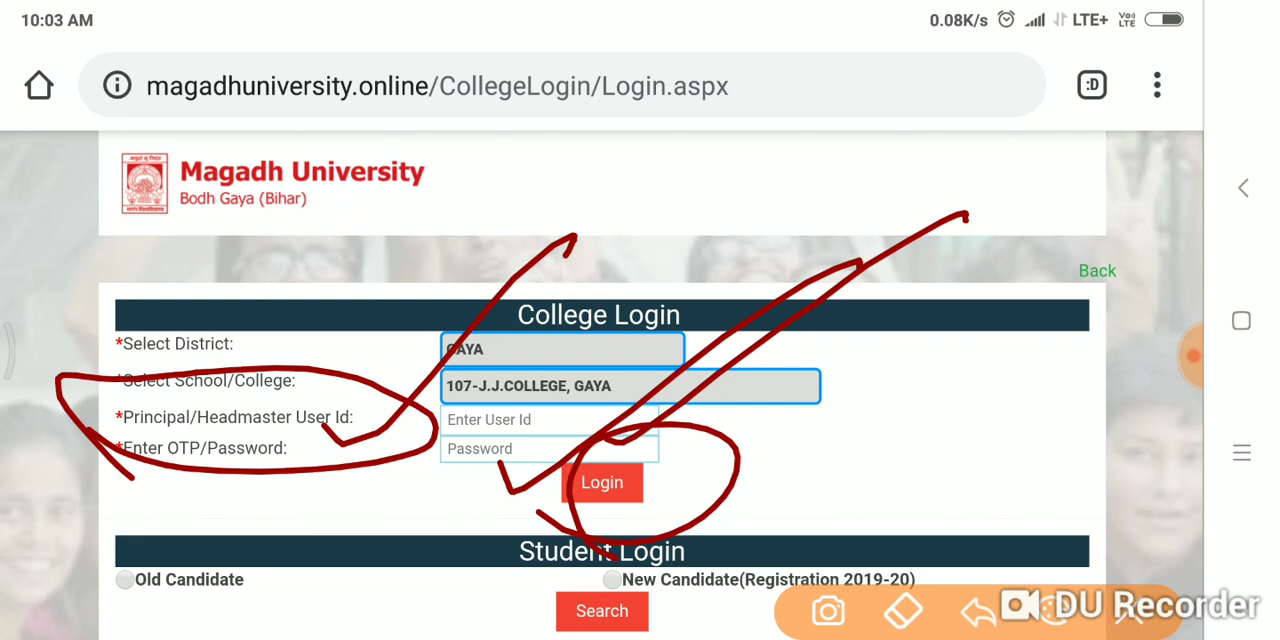 10:03 AM
0.08K/s LTE+ VoLTE
magadhuniversity.online/CollegeLogin/Login.aspx
:D
Magadh University
Bodh Gaya (Bihar)
Back
College Login
*Select District: GAYA
*Select School/College: 107-J.J.COLLEGE, GAYA
*Principal/Headmaster User Id: Enter User Id
*Enter OTP/Password: Password
Login
Student Login
Old Candidate New Candidate(Registration 2019-20)
Search
DU Recorder